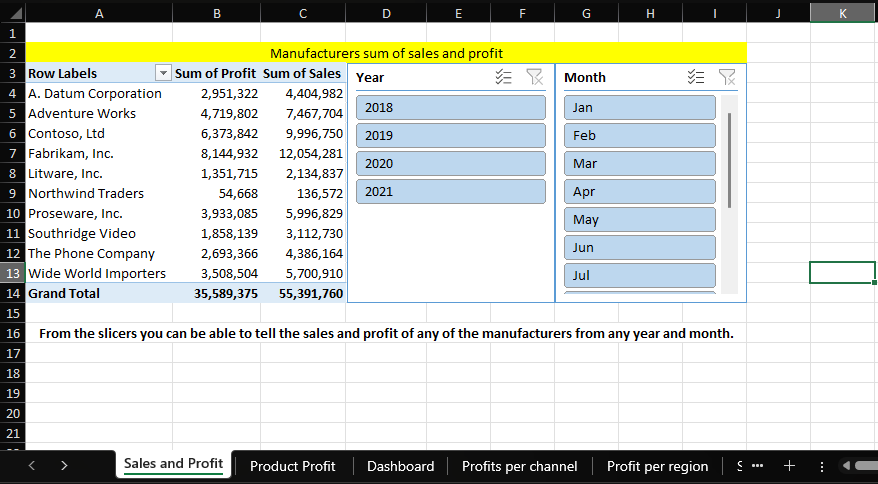 A B C D E F G H I J K
1
2 Manufacturers sum of sales and profit
3 Row Labels Sum of Profit Sum of Sales Year Month
4 A. Datum Corporation 2,951,322 4,404,982
5 Adventure Works 4,719,802 7,467,704
6 Contoso, Ltd 6,373,842 9,996,750
7 Fabrikam, Inc. 8,144,932 12,054,281
8 Litware, Inc. 1,351,715 2,134,837
9 Northwind Traders 54,668 136,572
10 Proseware, Inc. 3,933,085 5,996,829
11 Southridge Video 1,858,139 3,112,730
12 The Phone Company 2,693,366 4,386,164
13 Wide World Importers 3,508,504 5,700,910
14 Grand Total 35,589,375 55,391,760
2018
2019
2020
2021
Jan
Feb
Mar
Apr
May
Jun
Jul
15
16 From the slicers you can be able to tell the sales and profit of any of the manufacturers from any year and month.
17
18
19
20
21
Sales and Profit Product Profit Dashboard Profits per channel Profit per region